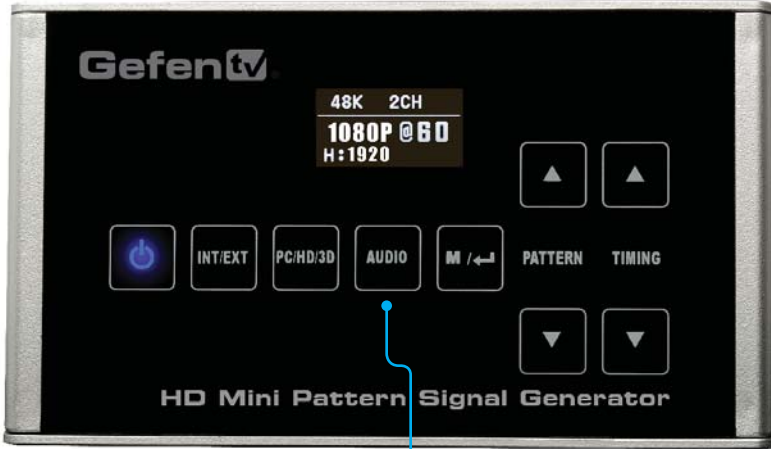 Gefen tv
48K 2CH
1080P @60
H:1920
INT/EXT PC/HD/3D AUDIO M / PATTERN TIMING
HD Mini Pattern Signal Generator